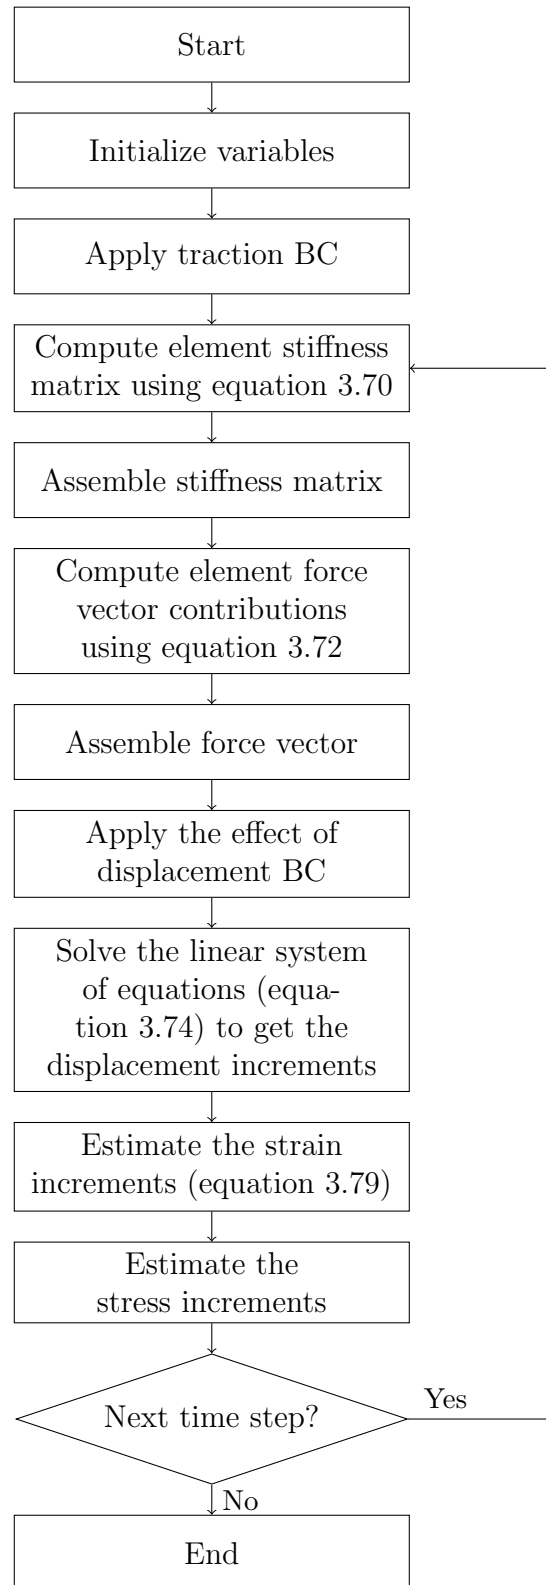 Start
Initialize variables
Apply traction BC
Compute element stiffness
matrix using equation 3.70
Assemble stiffness matrix
Compute element force
vector contributions
using equation 3.72
Assemble force vector
Apply the effect of
displacement BC
Solve the linear system
of equations (equa-
tion 3.74) to get the
displacement increments
Estimate the strain
increments (equation 3.79)
Estimate the
stress increments
Next time step?
Yes
No
End